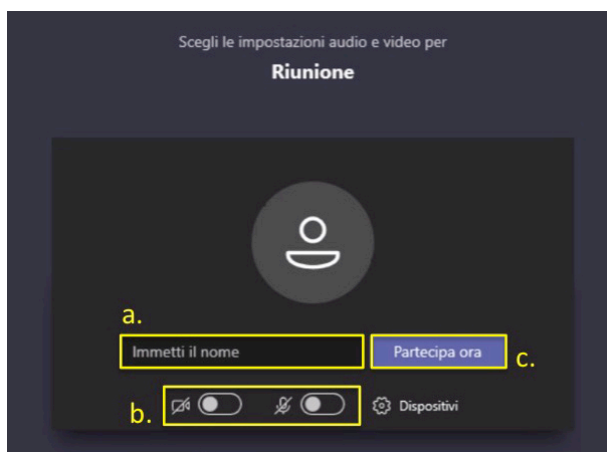 Scegli le impostazioni audio e video per
Riunione
a.
Immetti il nome
Partecipa ora
c.
b.
Dispositivi